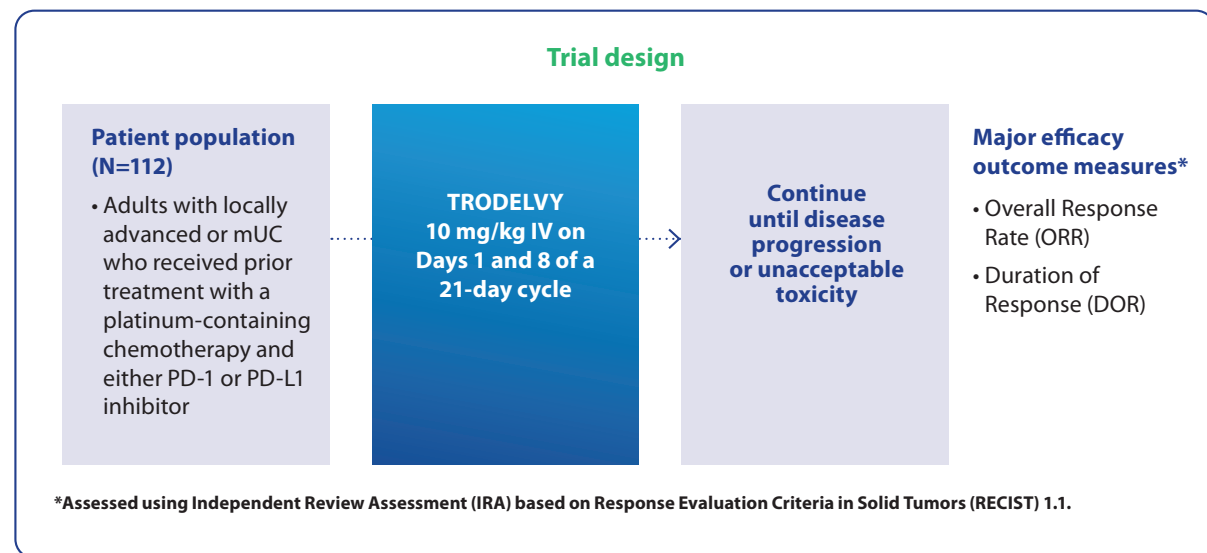 Trial design
Patient population
(N=112)
• Adults with locally
advanced or mUC
who received prior
treatment with a
platinum-containing
chemotherapy and
either PD-1 or PD-L1
inhibitor
TRODELVY
10 mg/kg IV on
Days 1 and 8 of a
21-day cycle
Continue
until disease
progression
or unacceptable
toxicity
Major efficacy
outcome measures*
• Overall Response
Rate (ORR)
• Duration of
Response (DOR)
*Assessed using Independent Review Assessment (IRA) based on Response Evaluation Criteria in Solid Tumors (RECIST) 1.1.